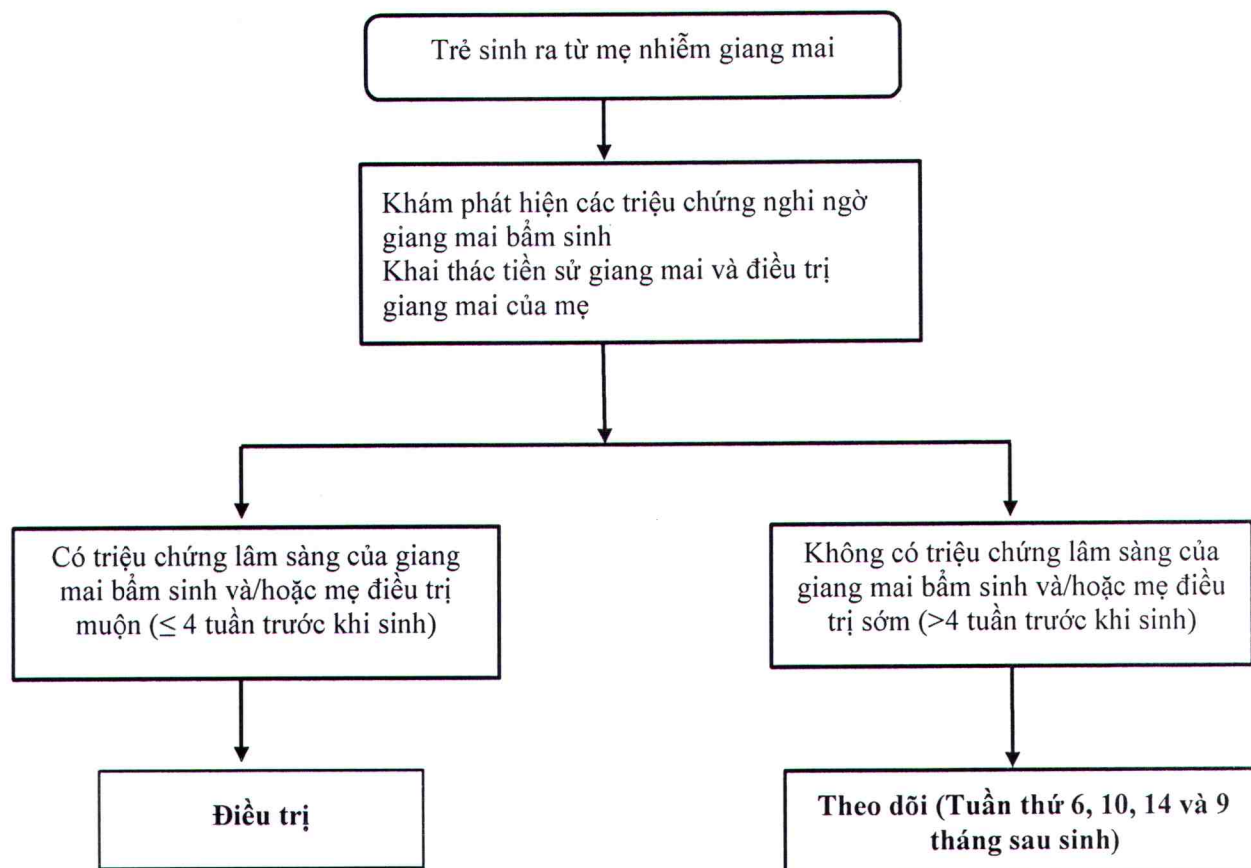 Trẻ sinh ra từ mẹ nhiễm giang mai
Khám phát hiện các triệu chứng nghi ngờ
giang mai bẩm sinh
Khai thác tiền sử giang mai và điều trị
giang mai của mẹ
Có triệu chứng lâm sàng của giang
mai bẩm sinh và/hoặc mẹ điều trị
muộn (≤ 4 tuần trước khi sinh)
Không có triệu chứng lâm sàng của
giang mai bẩm sinh và/hoặc mẹ điều
trị sớm (>4 tuần trước khi sinh)
Điều trị
Theo dõi (Tuần thứ 6, 10, 14 và 9
tháng sau sinh)